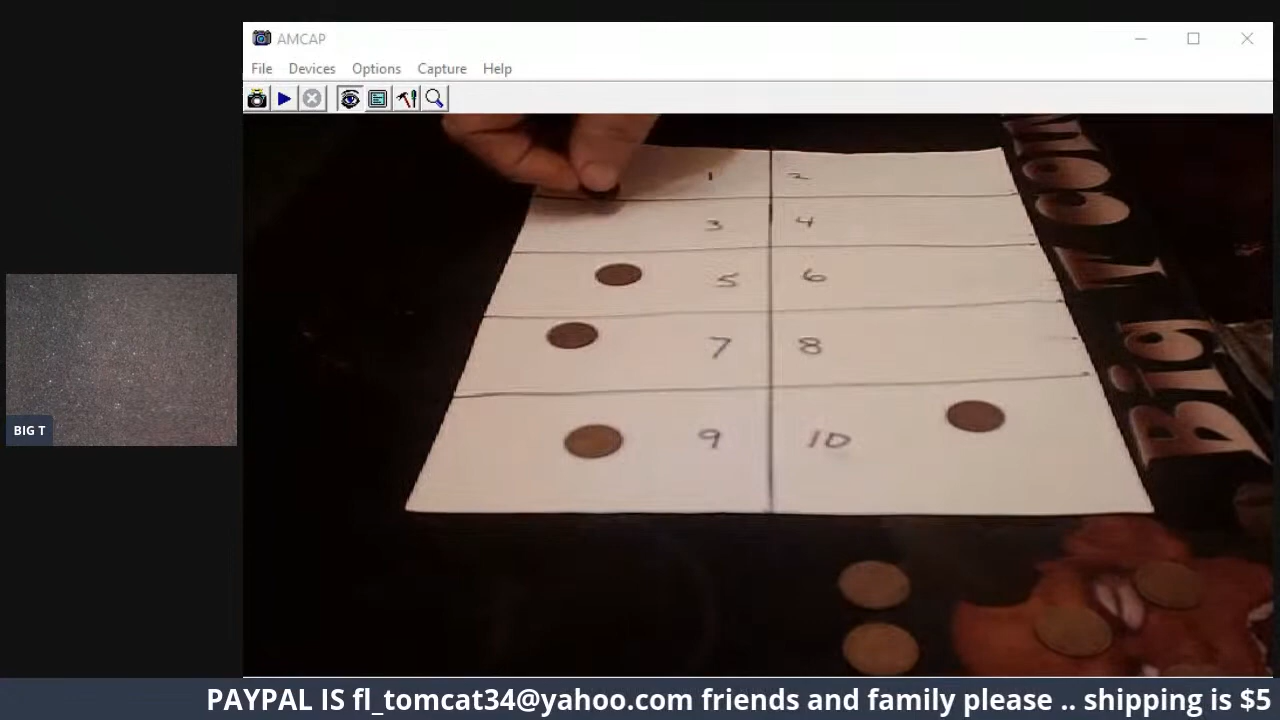 AMCAP
File Devices Options Capture Help
1 2
3 4
5 6
7 8
9 10
BIG T
PAYPAL IS fl_tomcat34@yahoo.com friends and family please .. shipping is $5